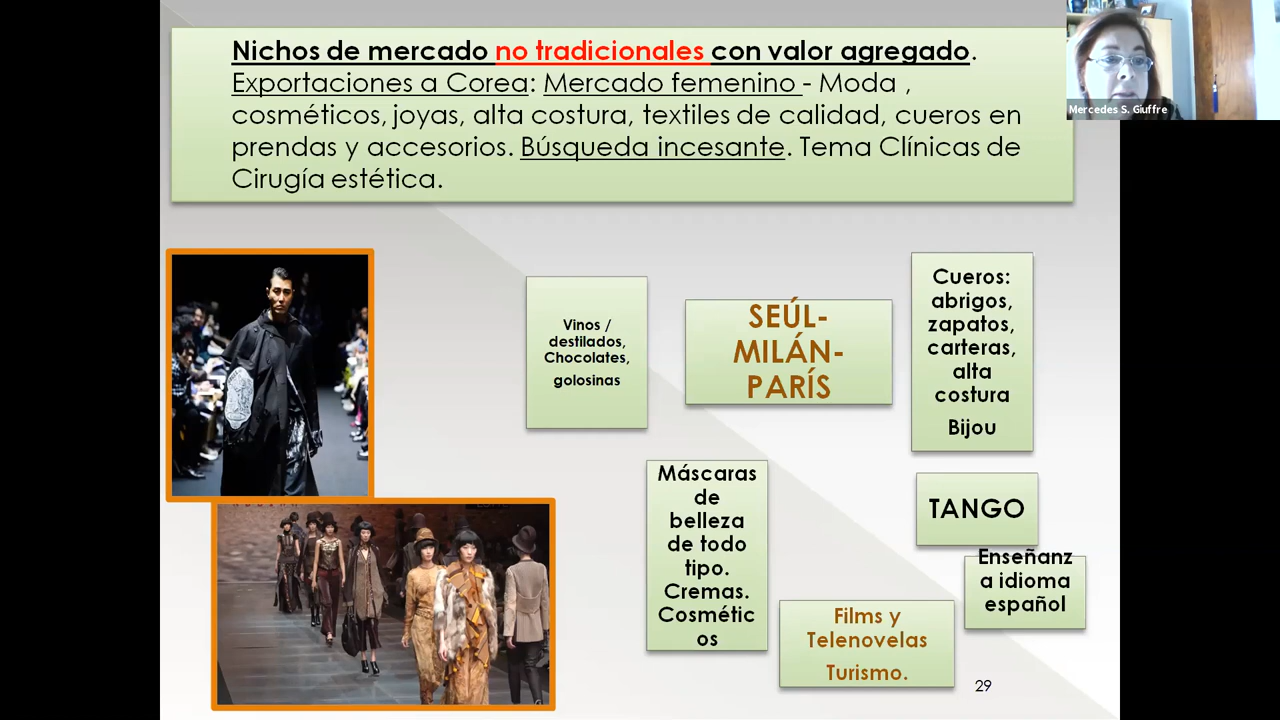 Nichos de mercado no tradicionales con valor agregado.
Exportaciones a Corea: Mercado femenino - Moda ,
cosméticos, joyas, alta costura, textiles de calidad, cueros en
prendas y accesorios. Búsqueda incesante. Tema Clínicas de
Cirugía estética.
Mercedes S. Giuffre
Vinos /
destilados,
Chocolates,
golosinas
SEÚL-
MILÁN-
PARÍS
Cueros:
abrigos,
zapatos,
carteras,
alta
costura
Bijou
Máscaras
de
belleza
de todo
tipo.
Cremas.
Cosmétic
os
TANGO
Enseñanz
a idioma
español
Films y
Telenovelas
Turismo.
29